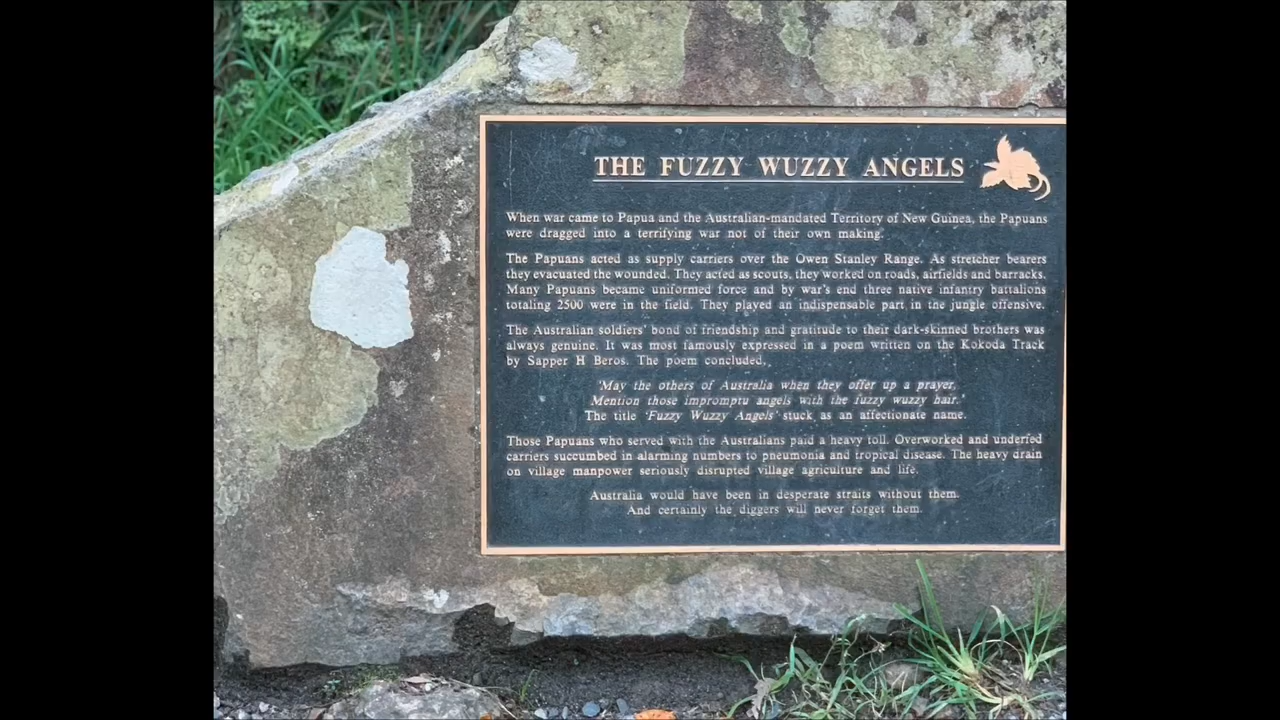 THE FUZZY WUZZY ANGELS
When war came to Papua and the Australian-mandated Territory of New Guinea, the Papuans
were dragged into a terrifying war not of their own making.
The Papuans acted as supply carriers over the Owen Stanley Range. As stretcher bearers
they evacuated the wounded. They acted as scouts, they worked on roads, airfields and barracks.
Many Papuans became uniformed force and by war's end three native infantry battalions
totaling 2500 were in the field. They played an indispensable part in the jungle offensive.
The Australian soldiers' bond of friendship and gratitude to their dark-skinned brothers was
always genuine. It was most famously expressed in a poem written on the Kokoda Track
by Sapper H Beros. The poem concluded,
'May the others of Australia when they offer up a prayer,
Mention those impromptu angels with the fuzzy wuzzy hair.'
The title 'Fuzzy Wuzzy Angels' stuck as an affectionate name.
Those Papuans who served with the Australians paid a heavy toll. Overworked and underfed
carriers succumbed in alarming numbers to pneumonia and tropical disease. The heavy drain
on village manpower seriously disrupted village agriculture and life.
Australia would have been in desperate straits without them.
And certainly the diggers will never forget them.